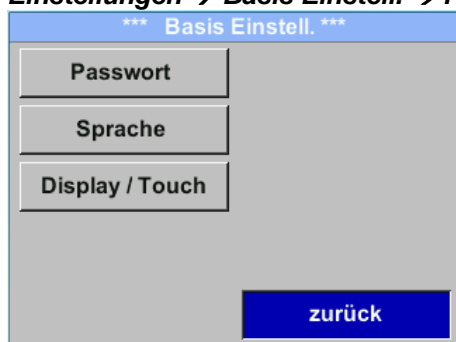 Einstellungen → Basis Einstell. →
*** Basis Einstell. ***
Passwort
Sprache
Display / Touch
zurück